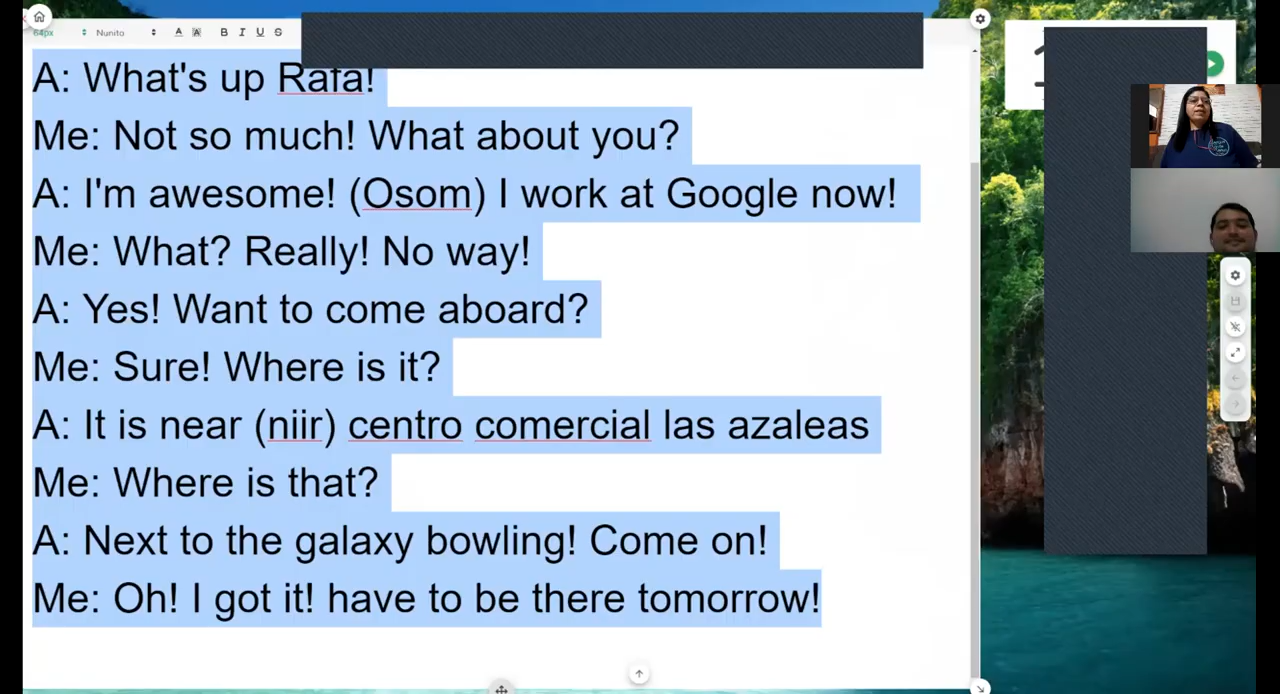 64px Nunito B I U S
A: What's up Rafa!
Me: Not so much! What about you?
A: I'm awesome! (Osom) I work at Google now!
Me: What? Really! No way!
A: Yes! Want to come aboard?
Me: Sure! Where is it?
A: It is near (niir) centro comercial las azaleas
Me: Where is that?
A: Next to the galaxy bowling! Come on!
Me: Oh! I got it! have to be there tomorrow!